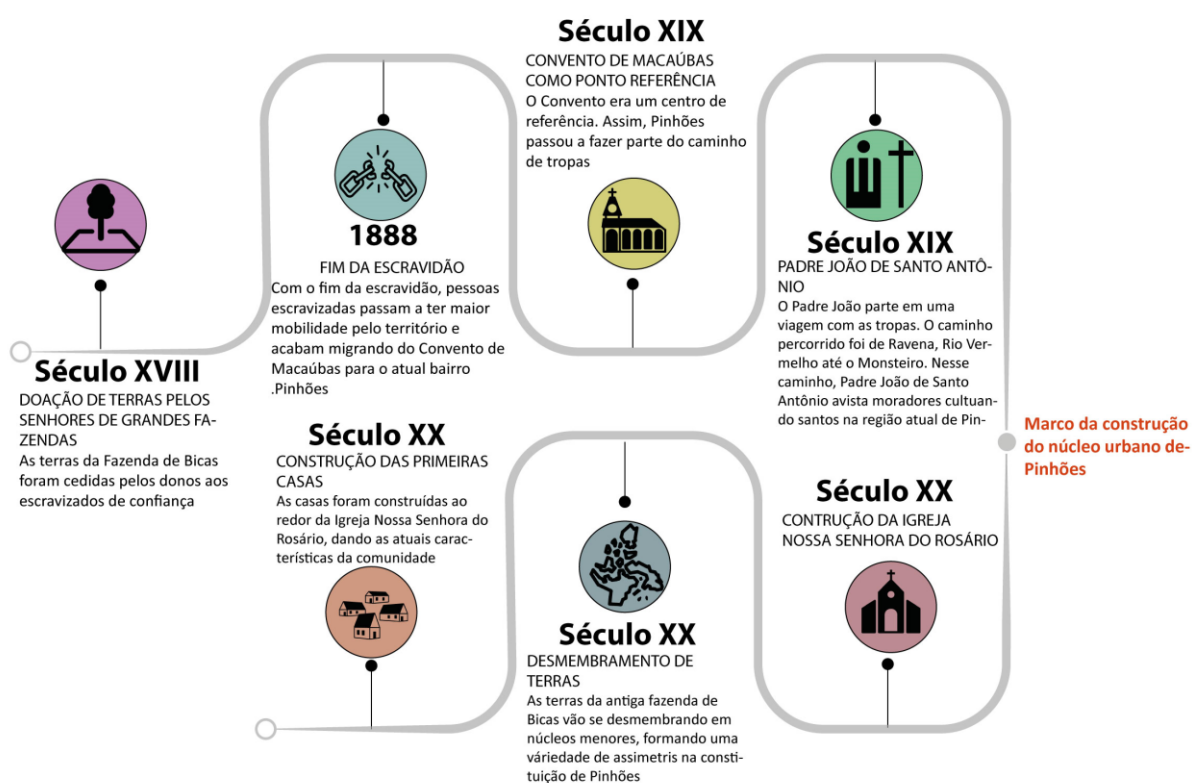 Século XVIII
DOAÇÃO DE TERRAS PELOS
SENHORES DE GRANDES FA-
ZENDAS
As terras da Fazenda de Bicas
foram cedidas pelos donos aos
escravizados de confiança
1888
FIM DA ESCRAVIDÃO
Com o fim da escravidão, pessoas
escravizadas passam a ter maior
mobilidade pelo território e
acabam migrando do Convento de
Macaúbas para o atual bairro
.Pinhões
Século XIX
CONVENTO DE MACAÚBAS
COMO PONTO REFERÊNCIA
O Convento era um centro de
referência. Assim, Pinhões
passou a fazer parte do caminho
de tropas
Século XIX
PADRE JOÃO DE SANTO ANTÔ-
NIO
O Padre João parte em uma
viagem com as tropas. O caminho
percorrido foi de Ravena, Rio Ver-
melho até o Monsteiro. Nesse
caminho, Padre João de Santo
Antônio avista moradores cultuan-
do santos na região atual de Pin-
Marco da construção
do núcleo urbano de-
Pinhões
Século XX
CONTRUÇÃO DA IGREJA
NOSSA SENHORA DO ROSÁRIO
Século XX
DESMEMBRAMENTO DE
TERRAS
As terras da antiga fazenda de
Bicas vão se desmembrando em
núcleos menores, formando uma
váriedade de assimetris na consti-
tuição de Pinhões
Século XX
CONSTRUÇÃO DAS PRIMEIRAS
CASAS
As casas foram construídas ao
redor da Igreja Nossa Senhora do
Rosário, dando as atuais carac-
terísticas da comunidade